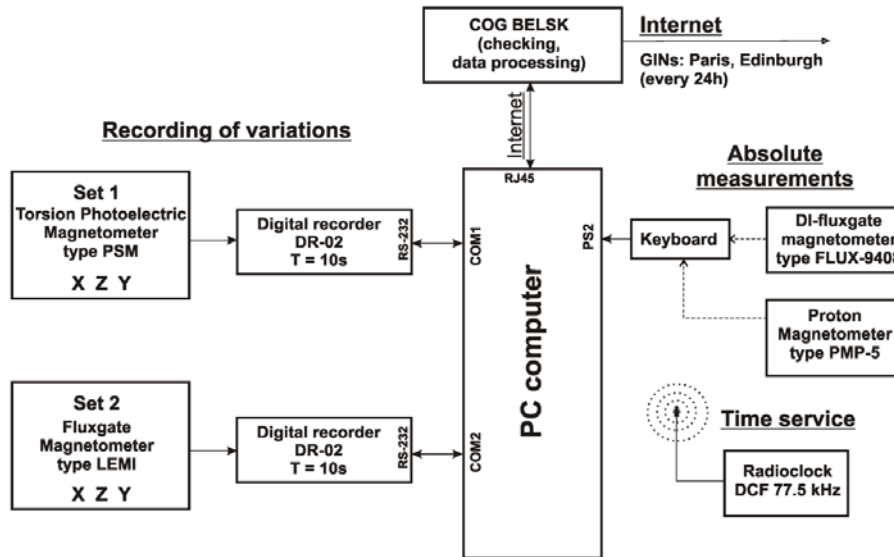 COG BELSK
(checking,
data processing)
Internet
GINs: Paris, Edinburgh
(every 24h)
Internet
Recording of variations
Set 1
Torsion Photoelectric
Magnetometer
type PSM
X Z Y
Digital recorder
DR-02
T = 10s
RS-232
COM1
RJ45
PC computer
PS2
Keyboard
Absolute
measurements
DI-fluxgate
magnetometer
type FLUX-9408
Proton
Magnetometer
type PMP-5
Set 2
Fluxgate
Magnetometer
type LEMI
X Z Y
Digital recorder
DR-02
T = 10s
RS-232
COM2
Time service
Radioclock
DCF 77.5 kHz